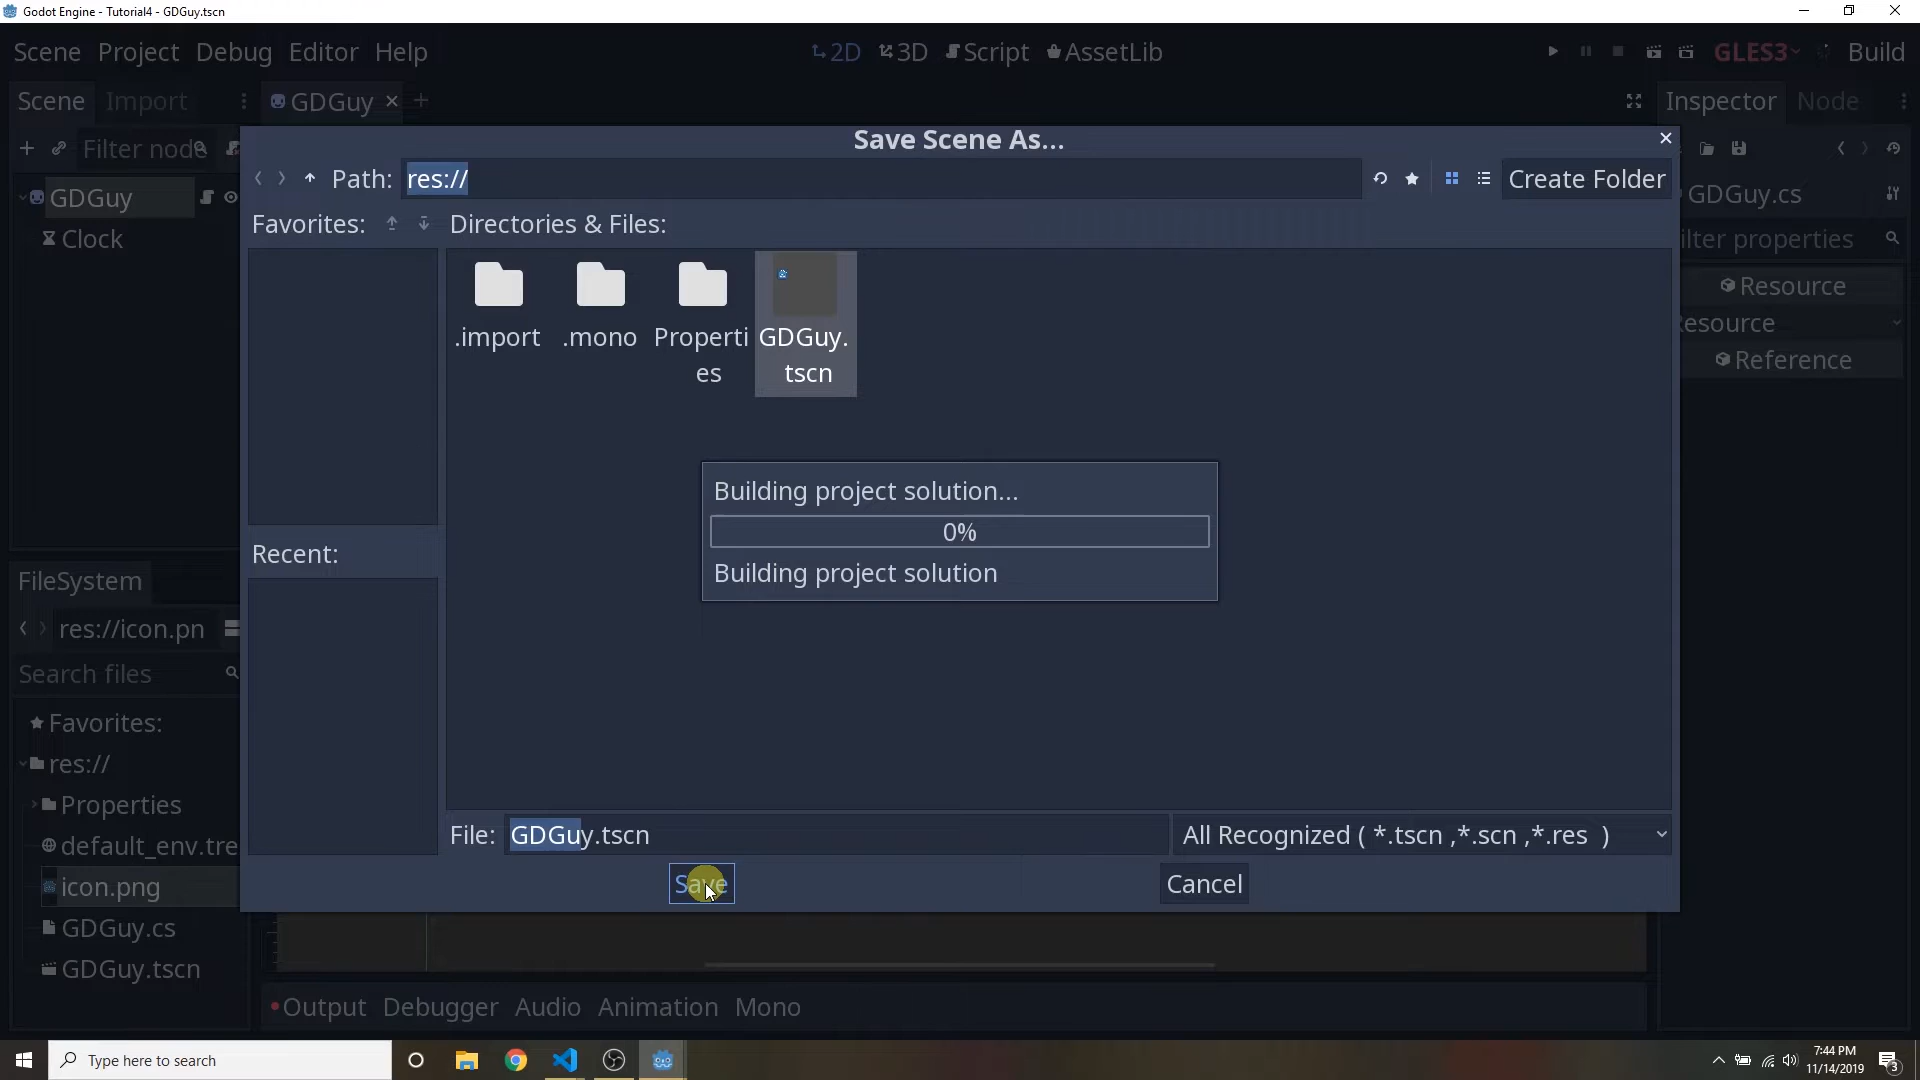 Godot Engine - Tutorial4 - GDGuy.tscn
Scene Project Debug Editor Help
2D 3D Script AssetLib
GLES3 Build
Scene Import
GDGuy
Inspector Node
Filter node
Save Scene As...
Path: res://
Create Folder
GDGuy
Clock
Favorites:
Directories & Files:
.import
.mono
Properti
es
GDGuy.
tscn
GDGuy.cs
ilter properties
Resource
esource
Reference
Building project solution...
0%
Building project solution
Recent:
FileSystem
res://icon.pn
Search files
Favorites:
res://
Properties
default_env.tre
icon.png
GDGuy.cs
GDGuy.tscn
File: GDGuy.tscn
All Recognized ( *.tscn ,*.scn ,*.res )
Save
Cancel
Output Debugger Audio Animation Mono
Type here to search
7:44 PM
11/14/2019
3